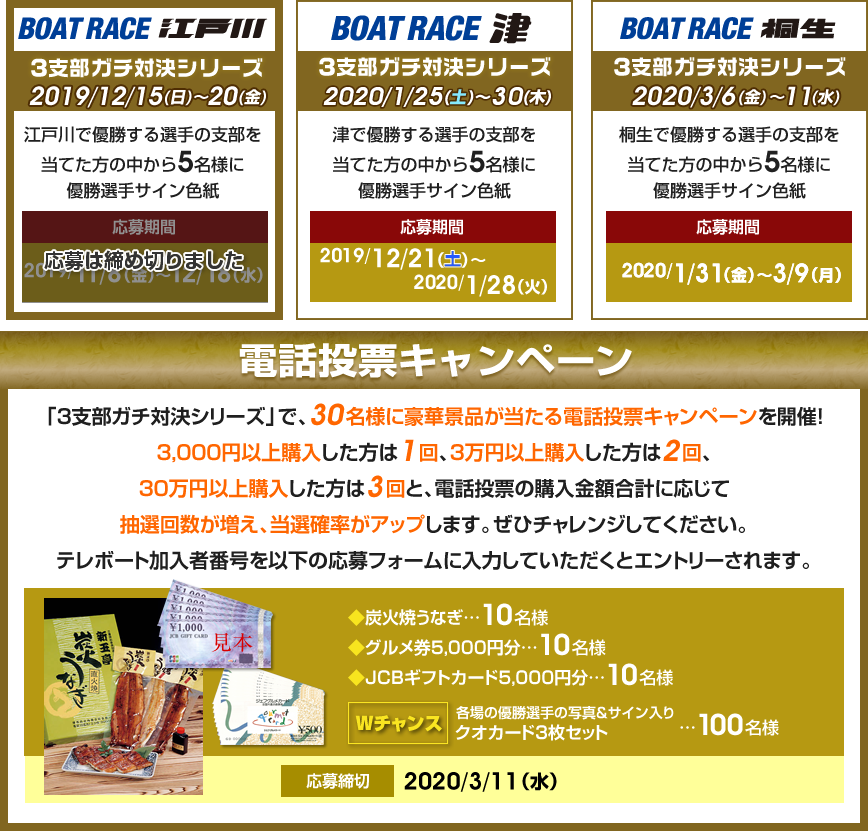 BOAT RACE 江戸川
3支部ガチ対決シリーズ
2019/12/15(日)～20(金)
江戸川で優勝する選手の支部を
当てた方の中から5名様に
優勝選手サイン色紙
応募期間
応募は締め切りました
2019/11/8(金)～12/18(水)
BOAT RACE 津
3支部ガチ対決シリーズ
2020/1/25(土)～30(木)
津で優勝する選手の支部を
当てた方の中から5名様に
優勝選手サイン色紙
応募期間
2019/12/21(土)～
2020/1/28(火)
BOAT RACE 桐生
3支部ガチ対決シリーズ
2020/3/6(金)～11(水)
桐生で優勝する選手の支部を
当てた方の中から5名様に
優勝選手サイン色紙
応募期間
2020/1/31(金)～3/9(月)
電話投票キャンペーン
「3支部ガチ対決シリーズ」で、30名様に豪華景品が当たる電話投票キャンペーンを開催!
3,000円以上購入した方は1回、3万円以上購入した方は2回、
30万円以上購入した方は3回と、電話投票の購入金額合計に応じて
抽選回数が増え、当選確率がアップします。ぜひチャレンジしてください。
テレボート加入者番号を以下の応募フォームに入力していただくとエントリーされます。
新玉亭
炭火うなぎ
直火焼
¥1,000.
¥1,000.
¥1,000.
¥1,000.
¥1,000.
JCB GIFT CARD
見本
JCB
ジェフグルメカード
gourmet card
¥500
◆炭火焼うなぎ…10名様
◆グルメ券5,000円分…10名様
◆JCBギフトカード5,000円分…10名様
Wチャンス
各場の優勝選手の写真&サイン入り
クオカード3枚セット
…100名様
応募締切 2020/3/11(水)